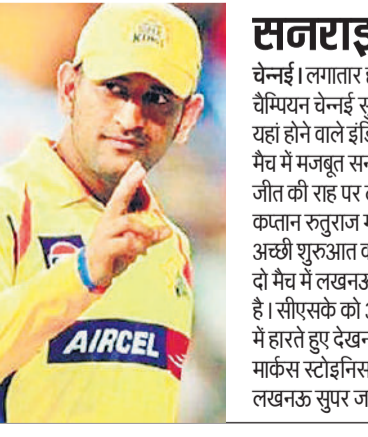 KINGS
AIRCEL
सनराइ
चेन्नई। लगातार ह
चैम्पियन चेन्नई सु
यहां होने वाले इंडि
मैच में मजबूत सन
जीत की राह पर ल
कप्तान रुतुराज ग
अच्छी शुरुआत क
दो मैच में लखनऊ
है। सीएसके को
में हारते हुए देखन
मार्कस स्टोइनिस
लखनऊ सुपर ज